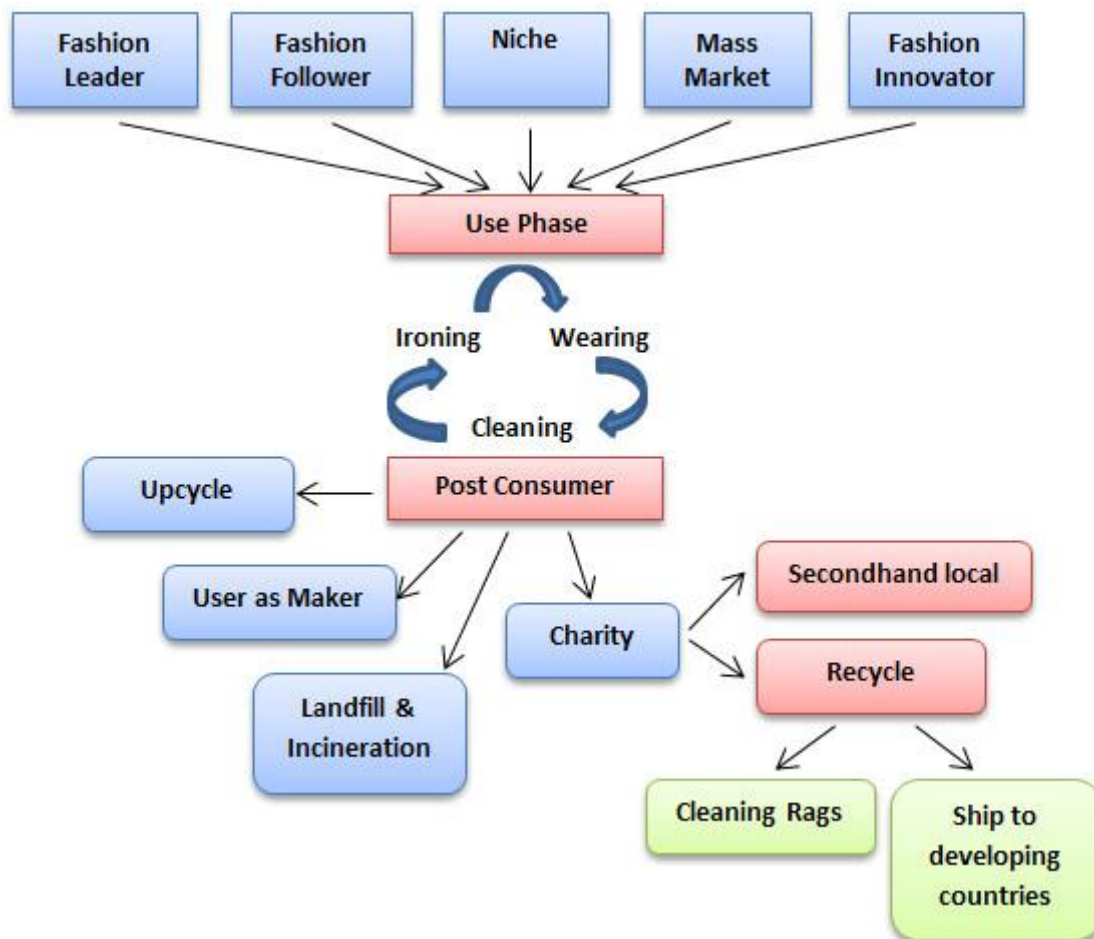 Fashion
Leader
Fashion
Follower
Niche
Mass
Market
Fashion
Innovator
Use Phase
Ironing
Wearing
Cleaning
Post Consumer
Upcycle
User as Maker
Landfill &
Incineration
Charity
Secondhand local
Recycle
Cleaning Rags
Ship to
developing
countries